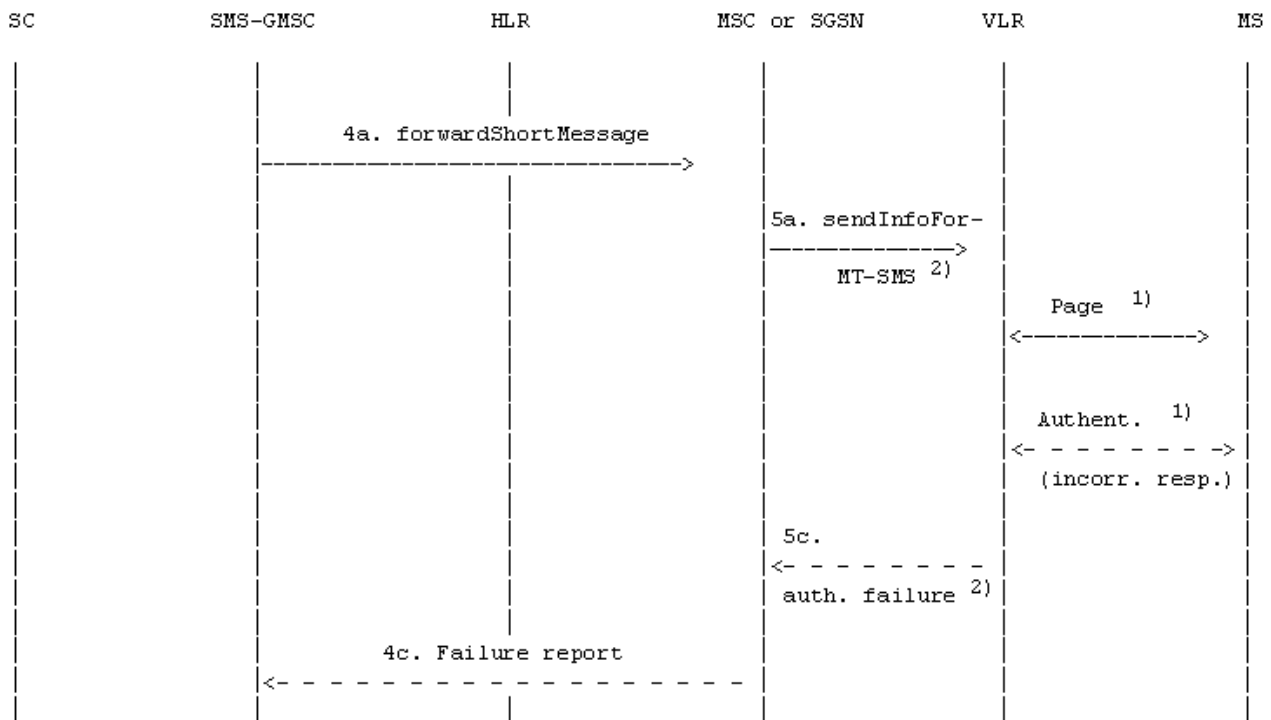 SC SMS-GMSC HLR MSC or SGSN VLR MS
4a. forwardShortMessage
5a. sendInfoFor-
MT-SMS 2)
Page 1)
Authent. 1)
(incorr. resp.)
5c.
auth. failure 2)
4c. Failure report